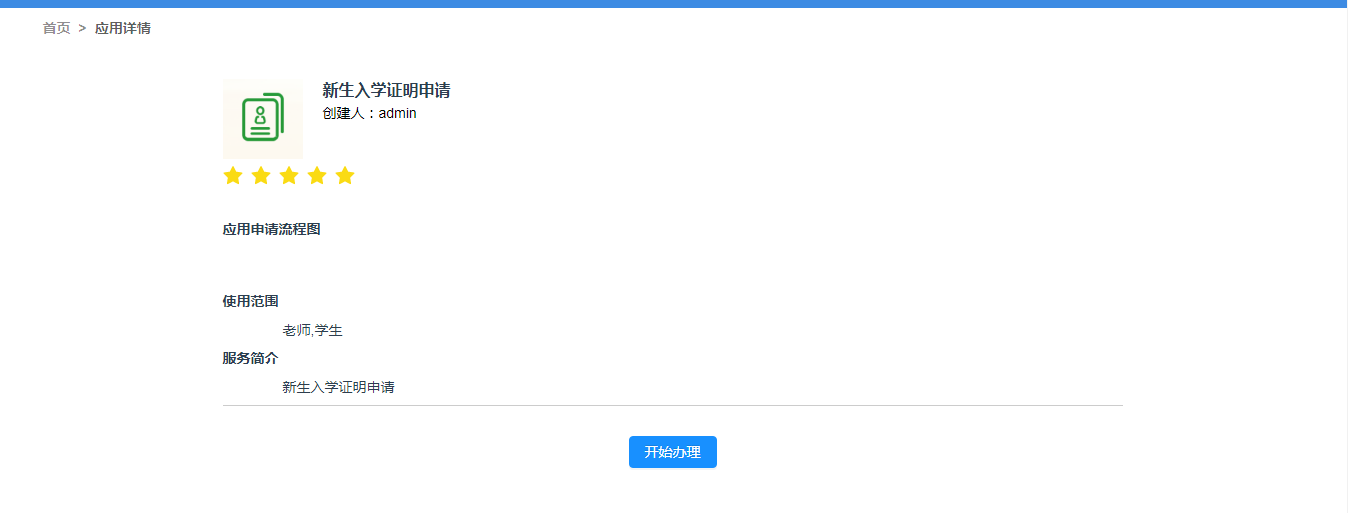 首页 > 应用详情
新生入学证明申请
创建人：admin
应用申请流程图
使用范围
老师,学生
服务简介
新生入学证明申请
开始办理